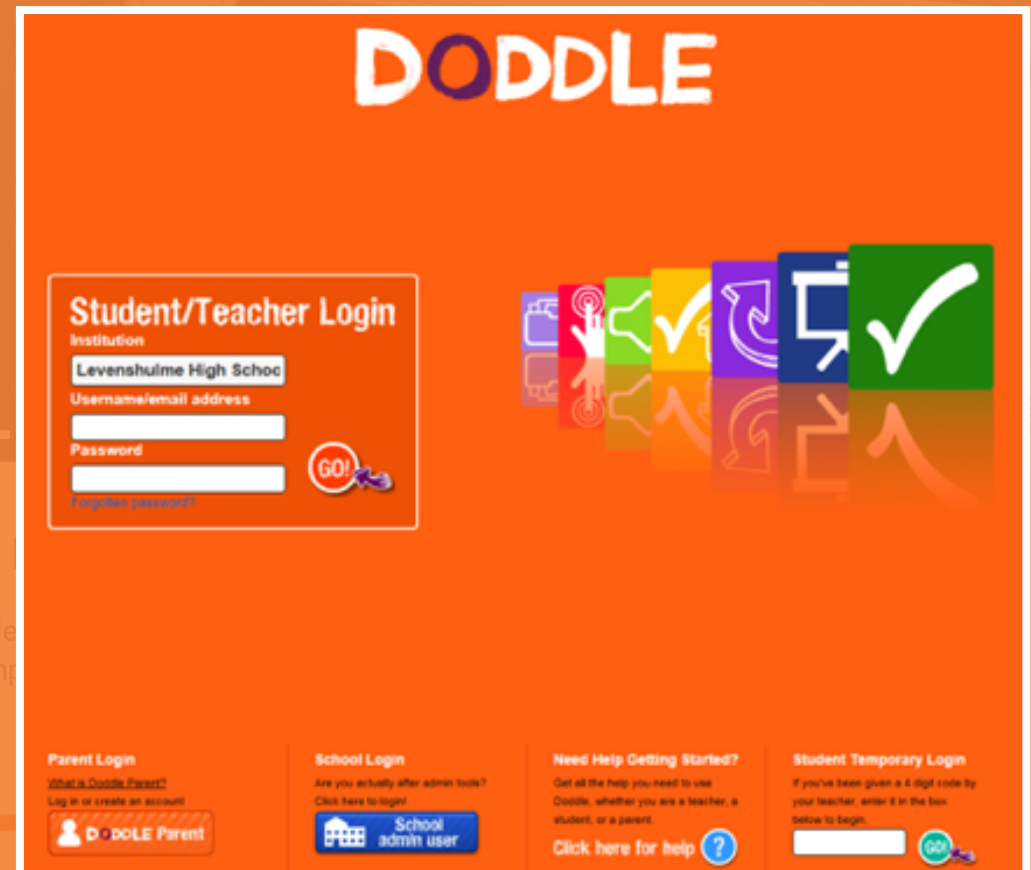 DODDLE
Student/Teacher Login
Institution
Levenshulme High Schoo
Username/email address
Password
GO!
Forgotten password?
Parent Login
What is Doddle Parent?
Log in or create an account
DODDLE Parent
School Login
Are you actually after admin tools?
Click here to login!
School
admin user
Need Help Getting Started?
Get all the help you need to use
Doddle, whether you are a teacher, a
student, or a parent.
Click here for help ?
Student Temporary Login
If you've been given a 4 digit code by
your teacher, enter it in the box
below to begin.
GO!